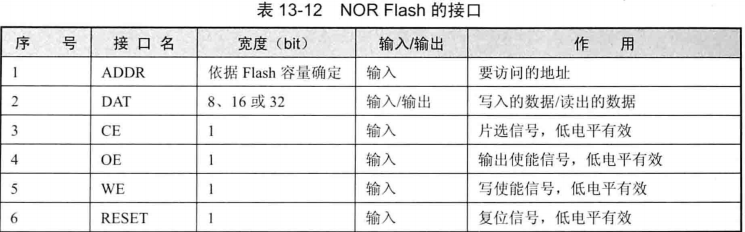 表 13-12 NOR Flash 的接口
序 号 接 口 名 宽度（bit） 输入/输出 作 用
1 ADDR 依据 Flash 容量确定 输入 要访问的地址
2 DAT 8、16 或 32 输入/输出 写入的数据/读出的数据
3 CE 1 输入 片选信号，低电平有效
4 OE 1 输入 输出使能信号，低电平有效
5 WE 1 输入 写使能信号，低电平有效
6 RESET 1 输入 复位信号，低电平有效